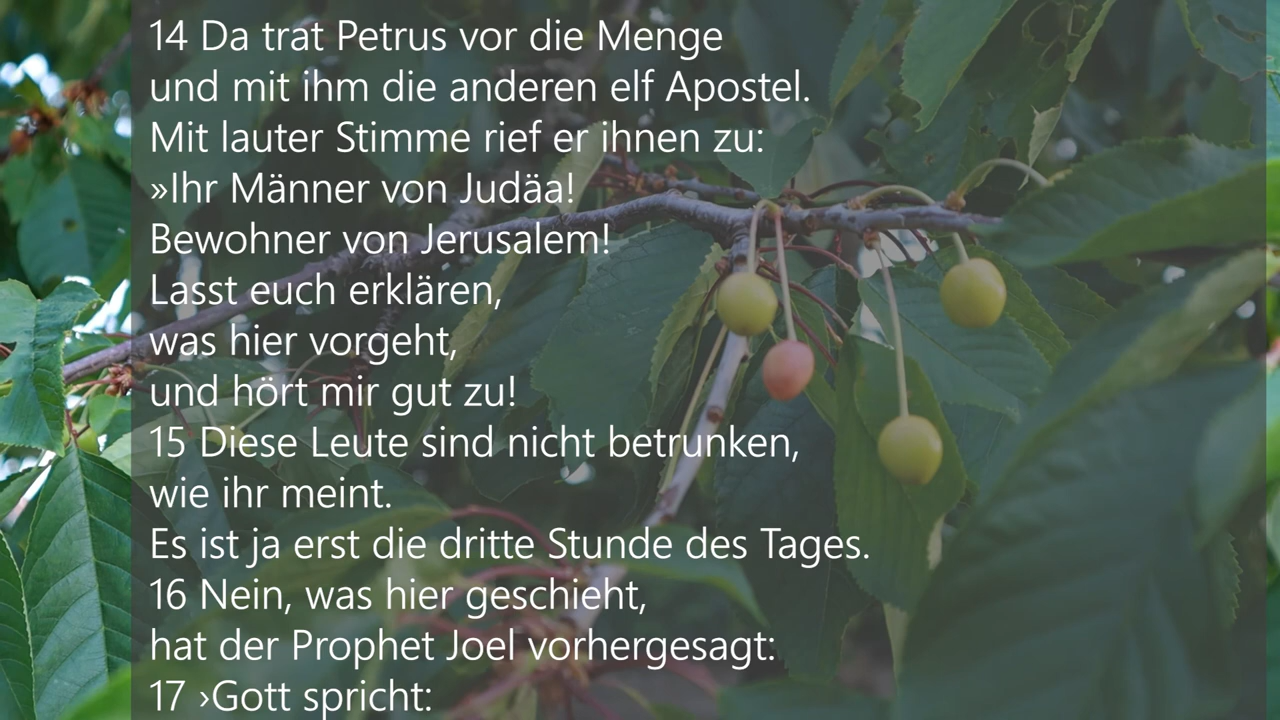 14 Da trat Petrus vor die Menge
und mit ihm die anderen elf Apostel.
Mit lauter Stimme rief er ihnen zu:
»Ihr Männer von Judäa!
Bewohner von Jerusalem!
Lasst euch erklären,
was hier vorgeht,
und hört mir gut zu!
15 Diese Leute sind nicht betrunken,
wie ihr meint.
Es ist ja erst die dritte Stunde des Tages.
16 Nein, was hier geschieht,
hat der Prophet Joel vorhergesagt:
17 ›Gott spricht: